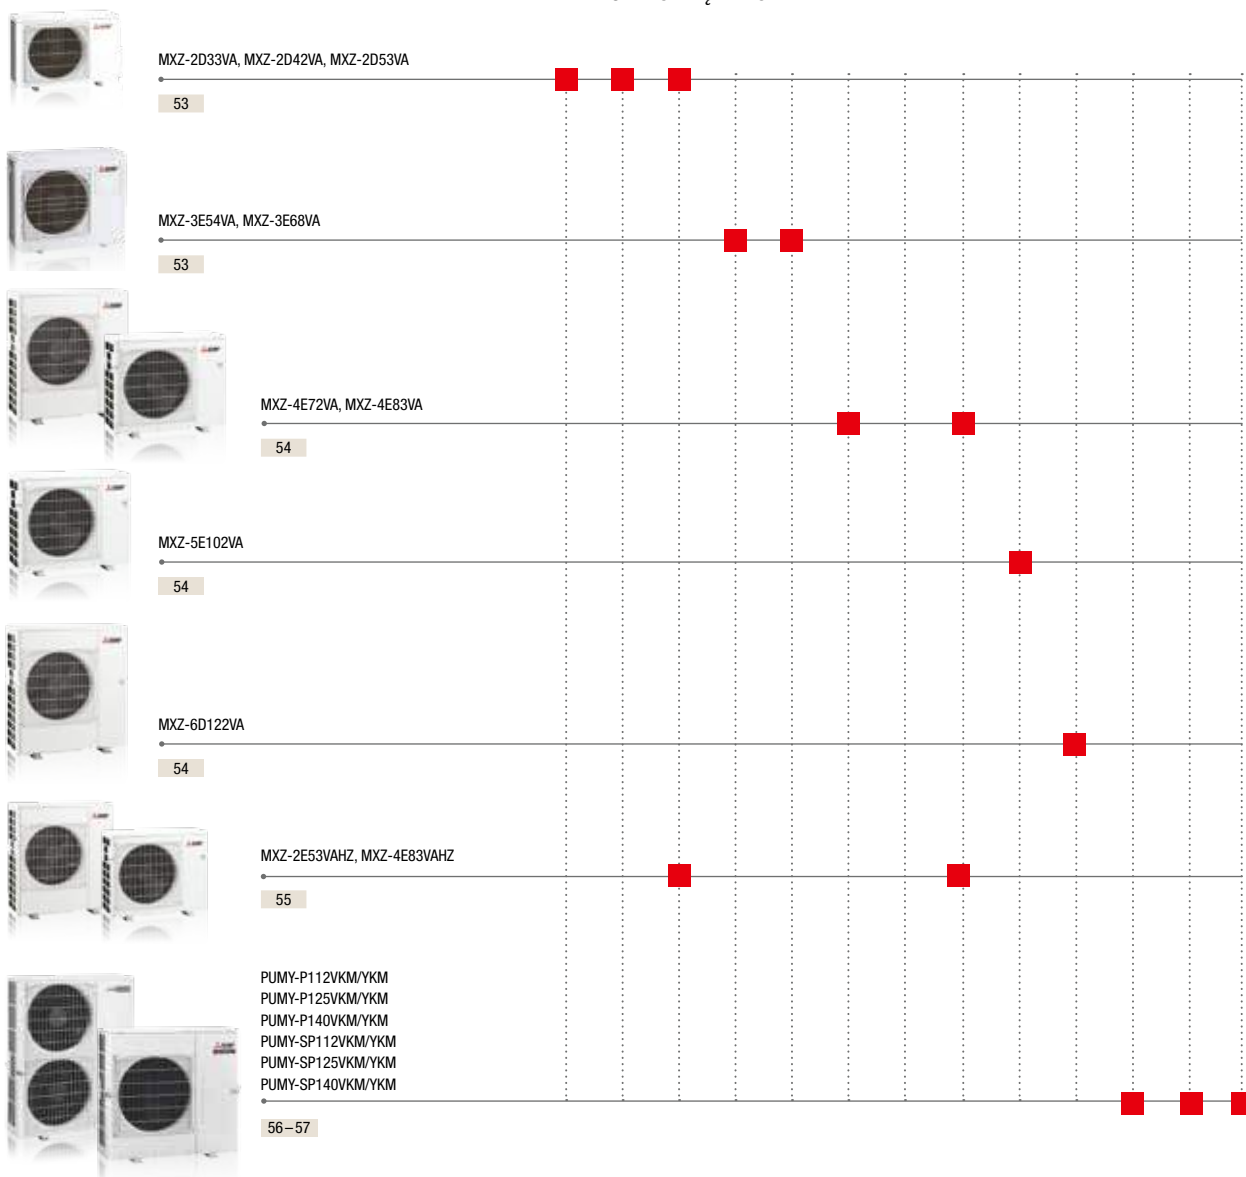 MXZ-2D33VA, MXZ-2D42VA, MXZ-2D53VA
53
MXZ-3E54VA, MXZ-3E68VA
53
MXZ-4E72VA, MXZ-4E83VA
54
MXZ-5E102VA
54
MXZ-6D122VA
54
MXZ-2E53VAHZ, MXZ-4E83VAHZ
55
PUMY-P112VKM/YKM
PUMY-P125VKM/YKM
PUMY-P140VKM/YKM
PUMY-SP112VKM/YKM
PUMY-SP125VKM/YKM
PUMY-SP140VKM/YKM
56–57